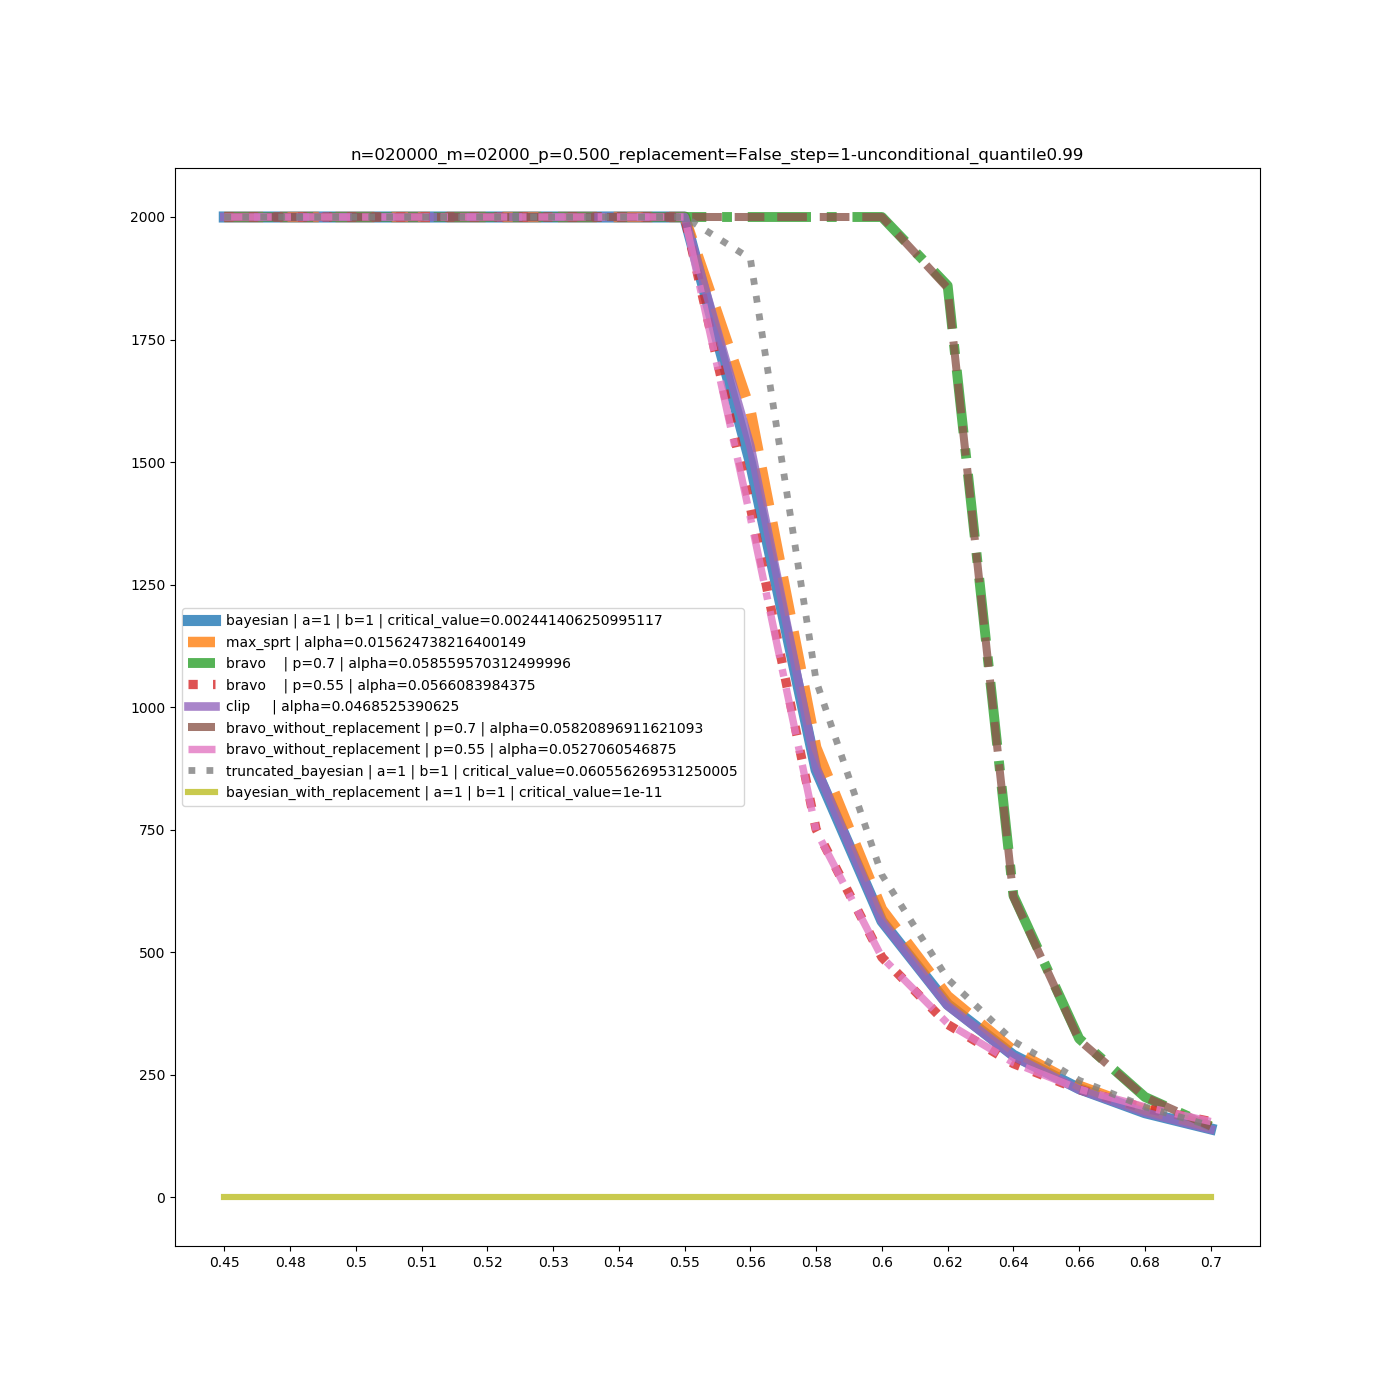 n=020000_m=02000_p=0.500_replacement=False_step=1-unconditional_quantile0.99
2000
1750
1500
1250
1000
750
500
250
0
bayesian | a=1 | b=1 | critical_value=0.002441406250995117
max_sprt | alpha=0.015624738216400149
bravo | p=0.7 | alpha=0.058559570312499996
bravo | p=0.55 | alpha=0.0566083984375
clip | alpha=0.0468525390625
bravo_without_replacement | p=0.7 | alpha=0.05820896911621093
bravo_without_replacement | p=0.55 | alpha=0.0527060546875
truncated_bayesian | a=1 | b=1 | critical_value=0.060556269531250005
bayesian_with_replacement | a=1 | b=1 | critical_value=1e-11
0.45 0.48 0.5 0.51 0.52 0.53 0.54 0.55 0.56 0.58 0.6 0.62 0.64 0.66 0.68 0.7